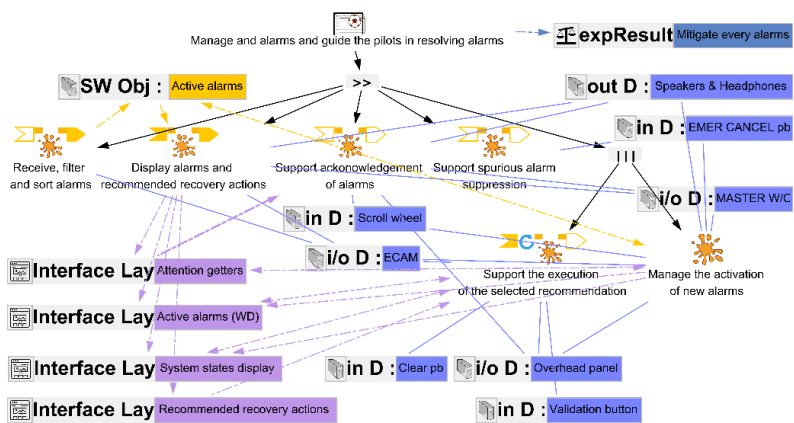 Manage and alarms and guide the pilots in resolving alarms
expResult Mitigate every alarms
SW Obj : Active alarms
>>
out D : Speakers & Headphones
in D : EMER CANCEL pb
Receive, filter
and sort alarms
Display alarms and
recommended recovery actions
Support ackonowledgement
of alarms
Support spurious alarm
suppression
|||
i/o D : MASTER W/C
in D : Scroll wheel
i/o D : ECAM
C
Support the execution
of the selected recommendation
Manage the activation
of new alarms
Interface Lay Attention getters
Interface Lay Active alarms (WD)
Interface Lay System states display
in D : Clear pb
i/o D : Overhead panel
Interface Lay Recommended recovery actions
in D : Validation button